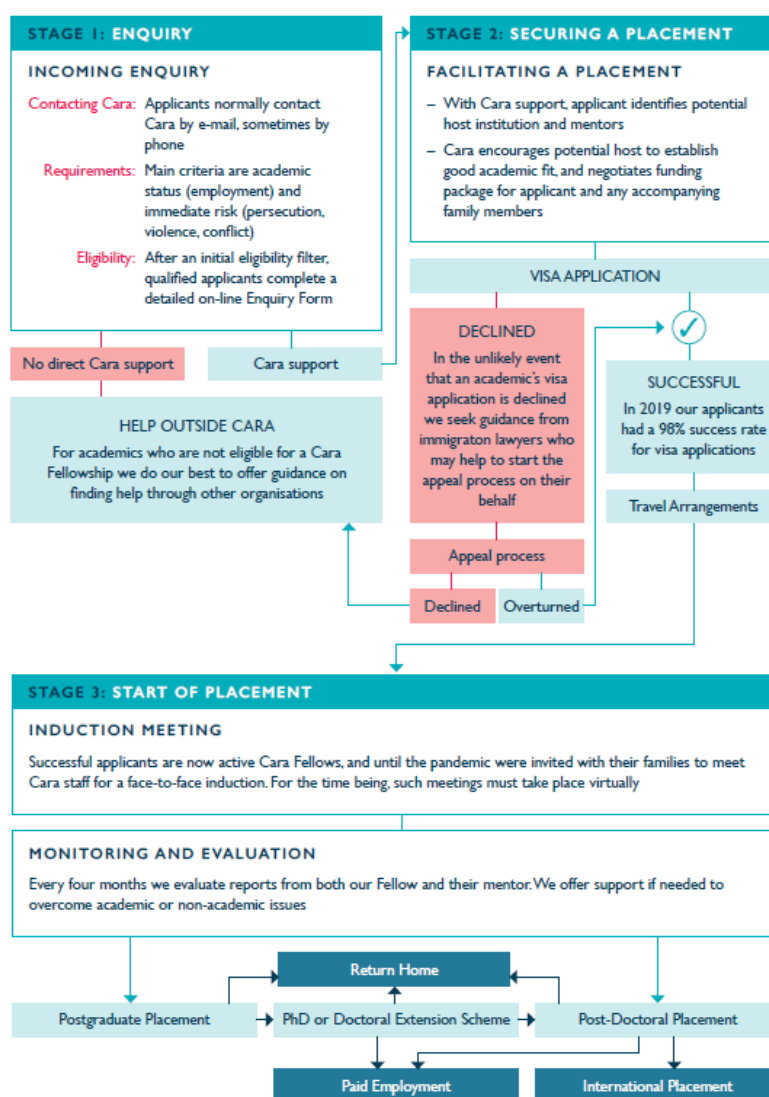 STAGE 1: ENQUIRY
INCOMING ENQUIRY
Contacting Cara: Applicants normally contact
Cara by e-mail, sometimes by
phone
Requirements: Main criteria are academic
status (employment) and
immediate risk (persecution,
violence, conflict)
Eligibility: After an initial eligibility filter,
qualified applicants complete a
detailed on-line Enquiry Form
No direct Cara support
Cara support
HELP OUTSIDE CARA
For academics who are not eligible for a Cara
Fellowship we do our best to offer guidance on
finding help through other organisations
STAGE 2: SECURING A PLACEMENT
FACILITATING A PLACEMENT
– With Cara support, applicant identifies potential
host institution and mentors
– Cara encourages potential host to establish
good academic fit, and negotiates funding
package for applicant and any accompanying
family members
VISA APPLICATION
DECLINED
In the unlikely event
that an academic's visa
application is declined
we seek guidance from
immigraton lawyers who
may help to start the
appeal process on their
behalf
Appeal process
Declined
Overturned
SUCCESSFUL
In 2019 our applicants
had a 98% success rate
for visa applications
Travel Arrangements
STAGE 3: START OF PLACEMENT
INDUCTION MEETING
Successful applicants are now active Cara Fellows, and until the pandemic were invited with their families to meet
Cara staff for a face-to-face induction. For the time being, such meetings must take place virtually
MONITORING AND EVALUATION
Every four months we evaluate reports from both our Fellow and their mentor. We offer support if needed to
overcome academic or non-academic issues
Return Home
Postgraduate Placement
PhD or Doctoral Extension Scheme
Post-Doctoral Placement
Paid Employment
International Placement